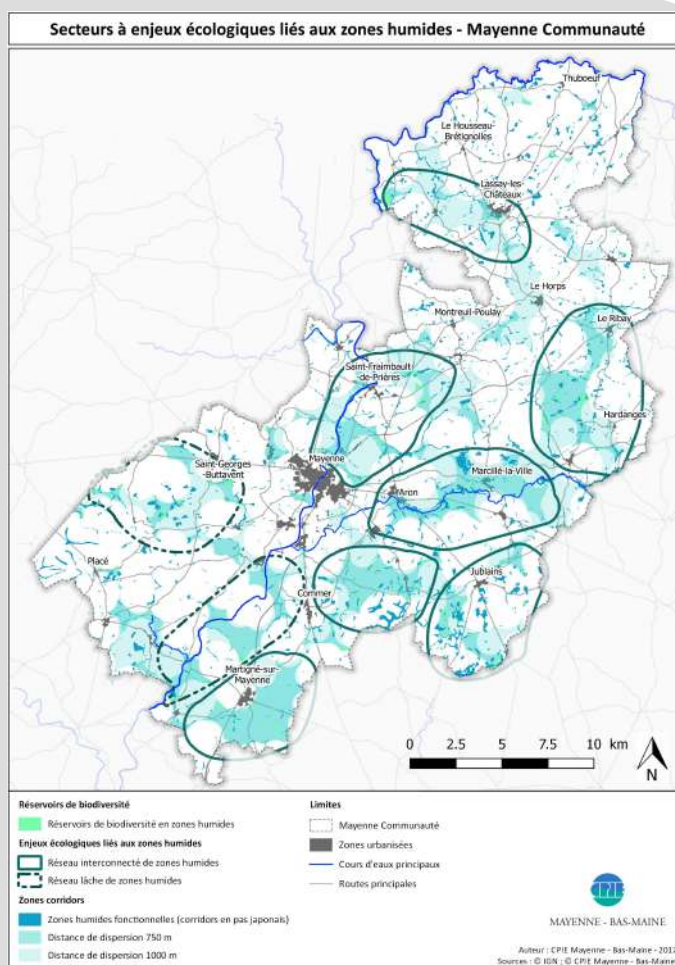 Secteurs à enjeux écologiques liés aux zones humides - Mayenne Communauté
Thuboeuf
Le Housseau-
Brétignolles
Lassay-les-
Châteaux
Le Horps
Montreuil-Poulay
Le Ribay
Saint-Fraimbault
de-Prières
Hardanges
Mayenne
Saint-Georges-
Buttavent
Marcillé-la-Ville
Aron
Placé
Jublains
Commer
Martigné-sur-
Mayenne
0 2.5 5 7.5 10 km
N
Réservoirs de biodiversité
Réservoirs de biodiversité en zones humides
Enjeux écologiques liés aux zones humides
Réseau interconnecté de zones humides
Réseau lâche de zones humides
Zones corridors
Zones humides fonctionnelles (corridors en pas japonais)
Distance de dispersion 750 m
Distance de dispersion 1000 m
Limites
Mayenne Communauté
Zones urbanisées
Cours d'eaux principaux
Routes principales
CPIE
MAYENNE - BAS-MAINE
Auteur : CPIE Mayenne - Bas-Maine - 2017
Sources : © IGN ; © CPIE Mayenne - Bas-Maine